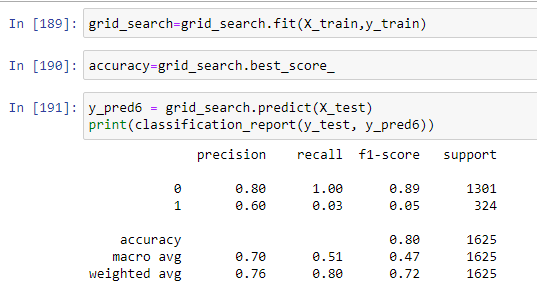 In [189]: grid_search=grid_search.fit(X_train,y_train)
In [190]: accuracy=grid_search.best_score_
In [191]: y_pred6 = grid_search.predict(X_test)
print(classification_report(y_test, y_pred6))
precision recall f1-score support
0 0.80 1.00 0.89 1301
1 0.60 0.03 0.05 324
accuracy 0.80 1625
macro avg 0.70 0.51 0.47 1625
weighted avg 0.76 0.80 0.72 1625